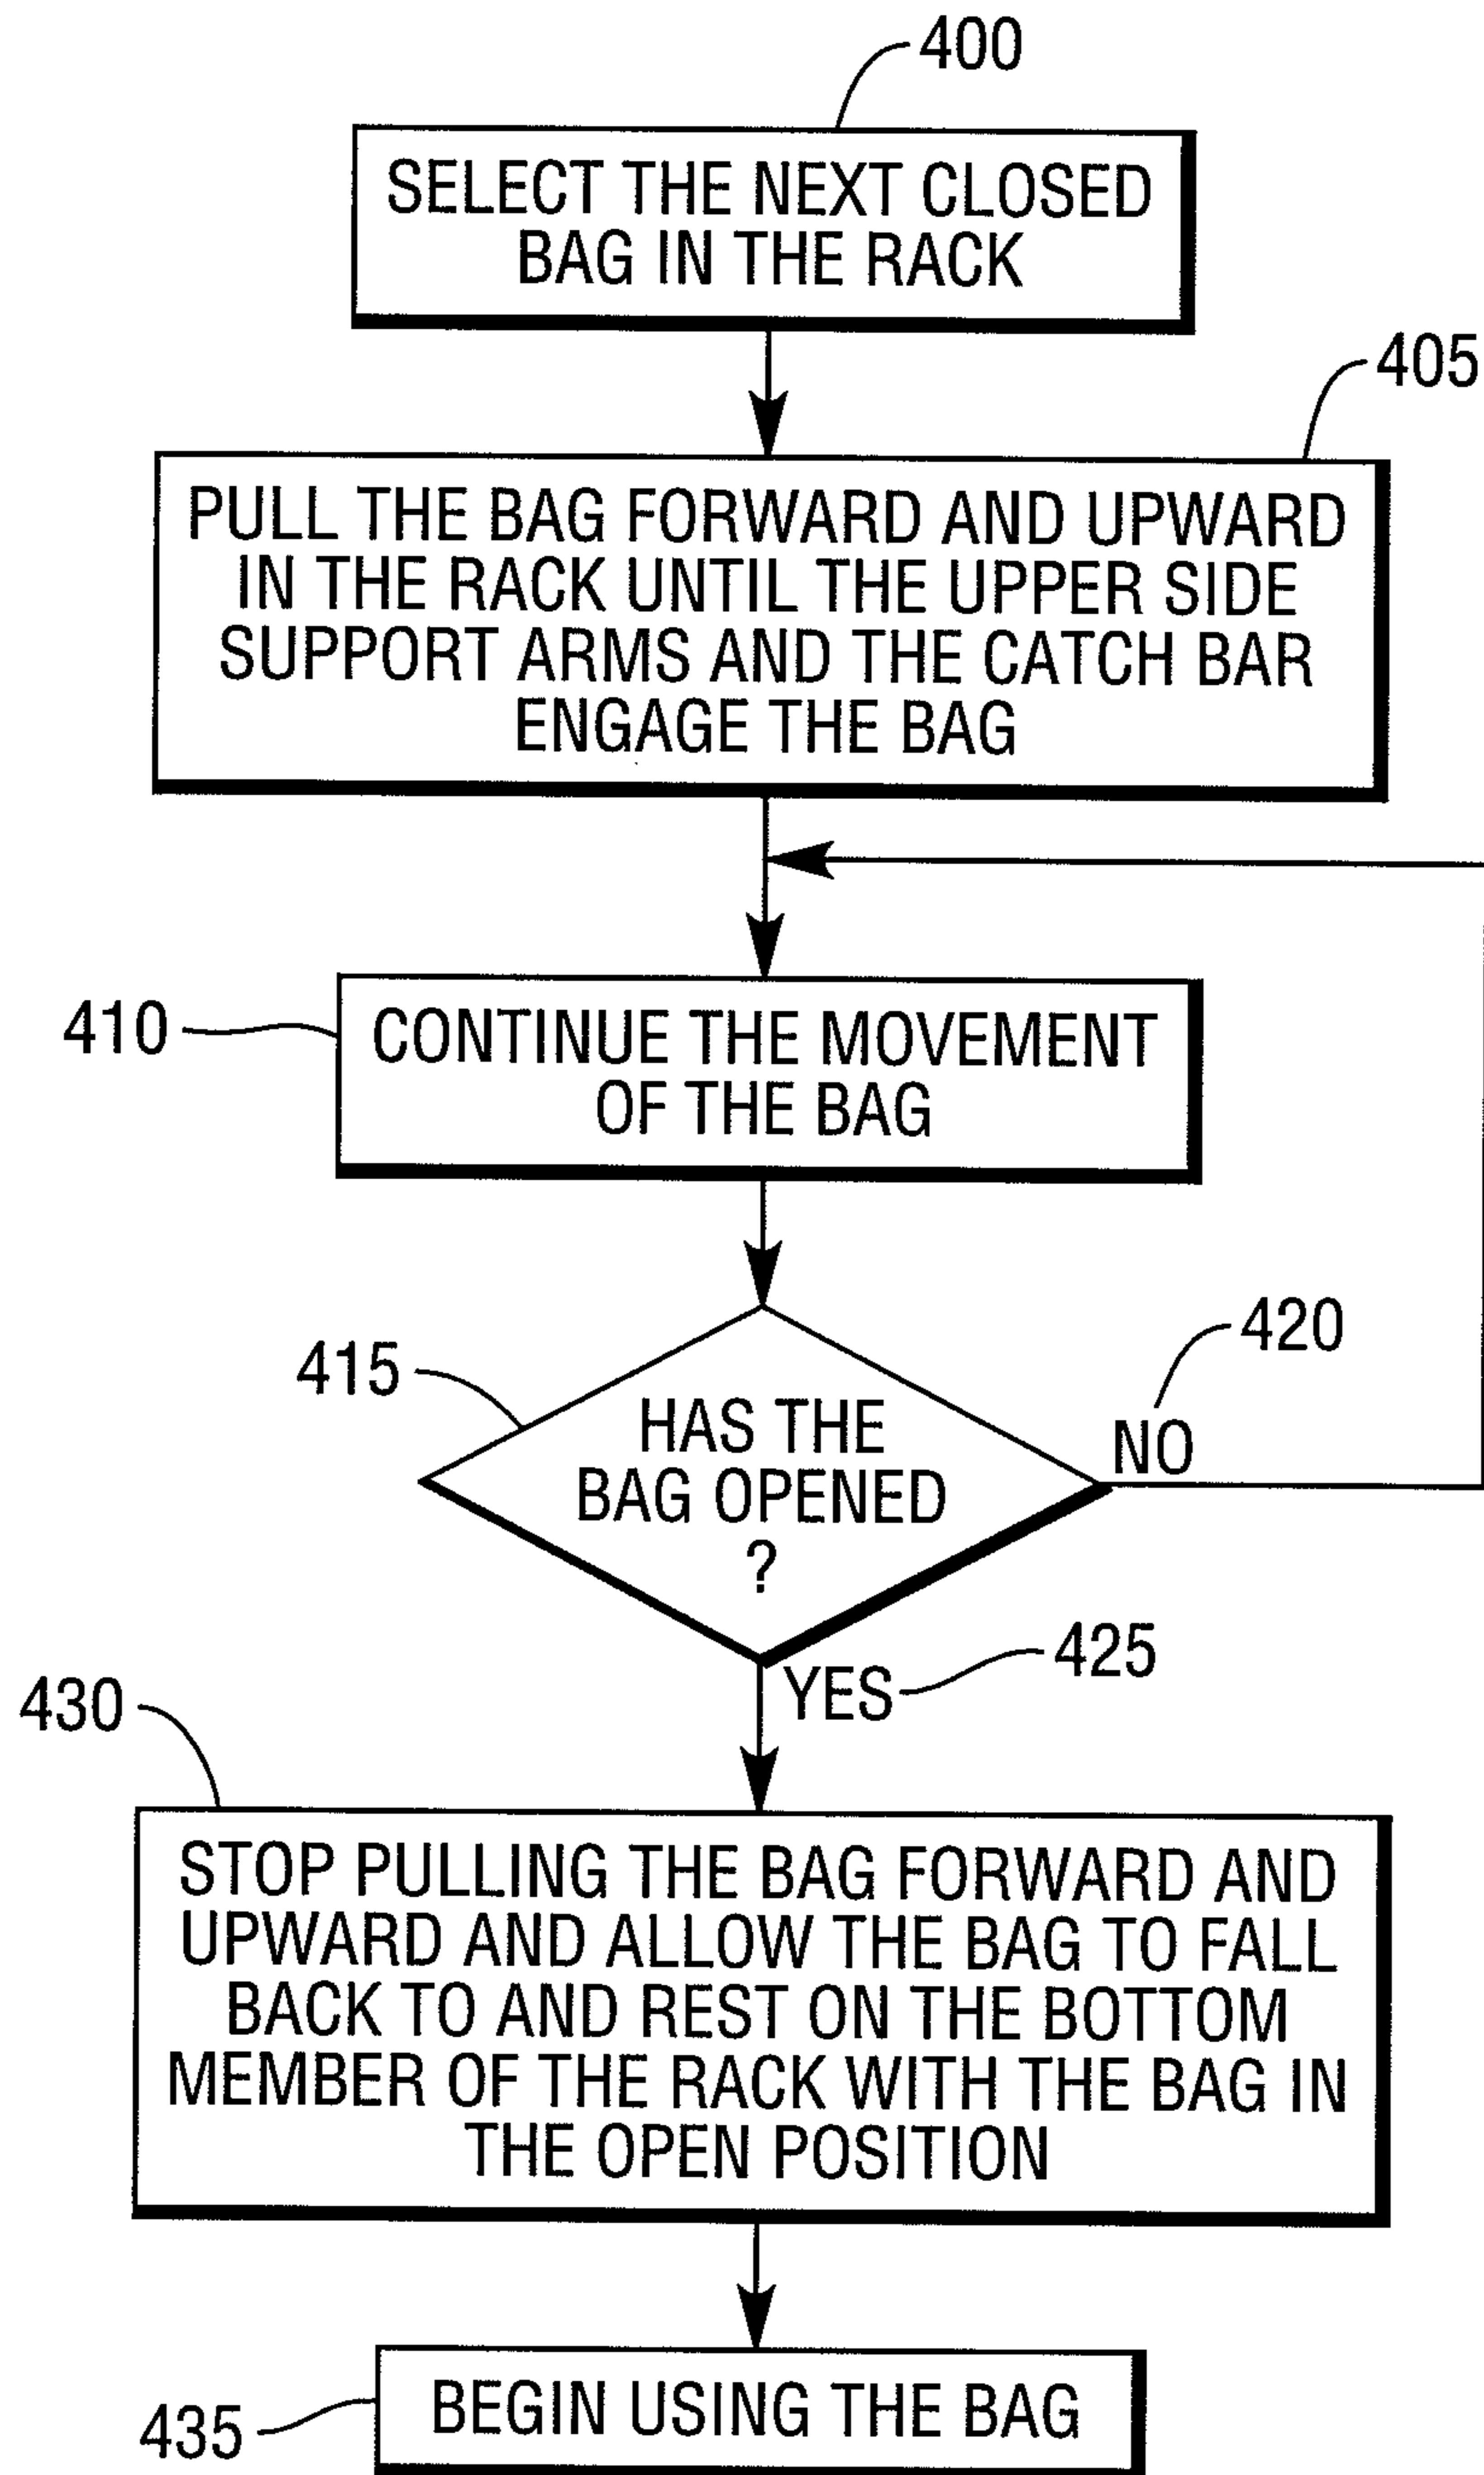 400
SELECT THE NEXT CLOSED
BAG IN THE RACK
405
PULL THE BAG FORWARD AND UPWARD
IN THE RACK UNTIL THE UPPER SIDE
SUPPORT ARMS AND THE CATCH BAR
ENGAGE THE BAG
410
CONTINUE THE MOVEMENT
OF THE BAG
415
HAS THE
BAG OPENED
?
420
NO
425
YES
430
STOP PULLING THE BAG FORWARD AND
UPWARD AND ALLOW THE BAG TO FALL
BACK TO AND REST ON THE BOTTOM
MEMBER OF THE RACK WITH THE BAG IN
THE OPEN POSITION
435
BEGIN USING THE BAG